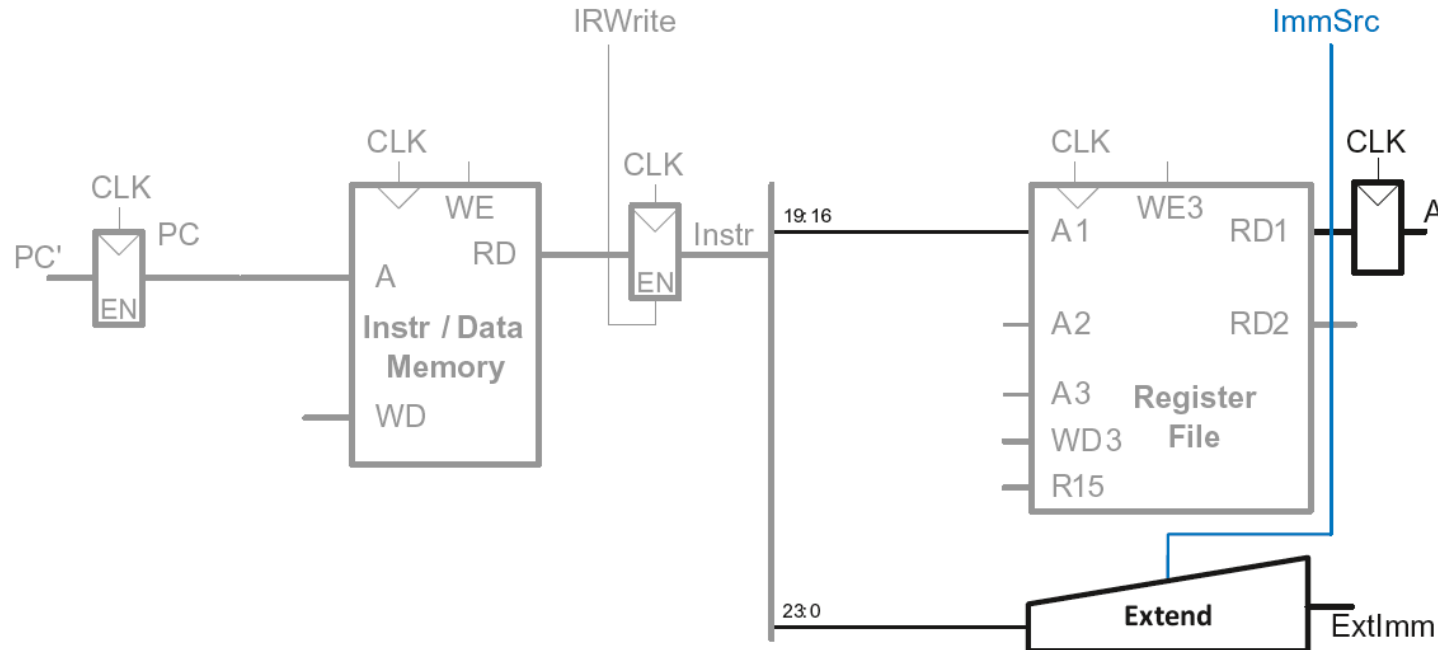 IRWrite
ImmSrc
CLK
CLK
CLK
CLK
CLK
PC'
EN
PC
WE
RD
A
Instr / Data
Memory
WD
EN
Instr
19:16
23:0
A1
WE3
RD1
A2
RD2
A3
Register
File
WD3
R15
A
Extend
ExtImm